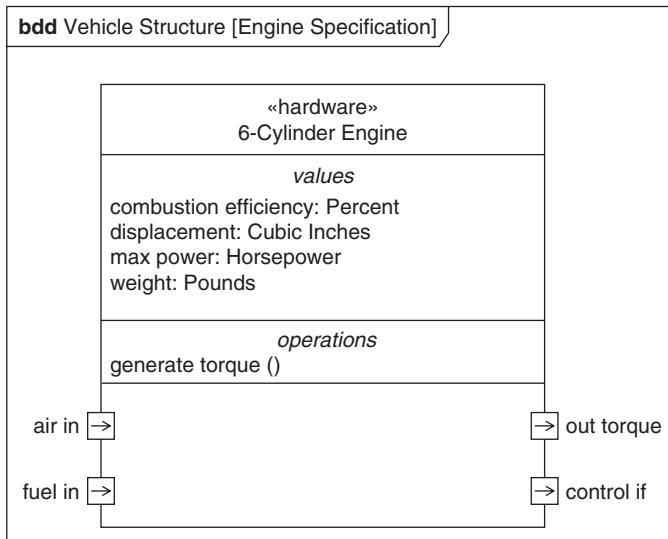 bdd Vehicle Structure [Engine Specification]
«hardware»
6-Cylinder Engine
values
combustion efficiency: Percent
displacement: Cubic Inches
max power: Horsepower
weight: Pounds
operations
generate torque ()
air in
out torque
fuel in
control if